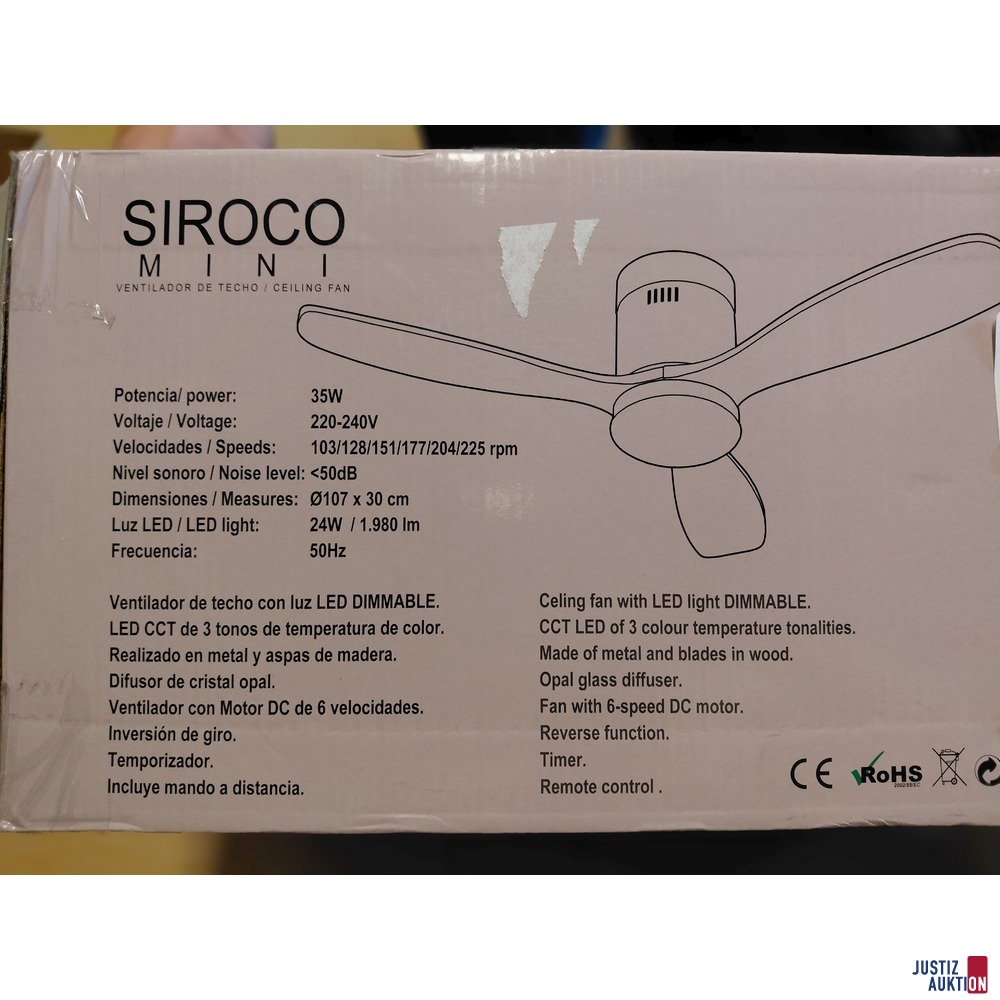 SIROCO
MINI
VENTILADOR DE TECHO / CEILING FAN
Potencia/ power: 35W
Voltaje / Voltage: 220-240V
Velocidades / Speeds: 103/128/151/177/204/225 rpm
Nivel sonoro / Noise level: <50dB
Dimensiones / Measures: Ø107 x 30 cm
Luz LED / LED light: 24W / 1.980 lm
Frecuencia: 50Hz
Ventilador de techo con luz LED DIMMABLE.
LED CCT de 3 tonos de temperatura de color.
Realizado en metal y aspas de madera.
Difusor de cristal opal.
Ventilador con Motor DC de 6 velocidades.
Inversión de giro.
Temporizador.
Incluye mando a distancia.
Celing fan with LED light DIMMABLE.
CCT LED of 3 colour temperature tonalities.
Made of metal and blades in wood.
Opal glass diffuser.
Fan with 6-speed DC motor.
Reverse function.
Timer.
Remote control .
CE RoHS
2002/95/EC
JUSTIZ
AUKTION